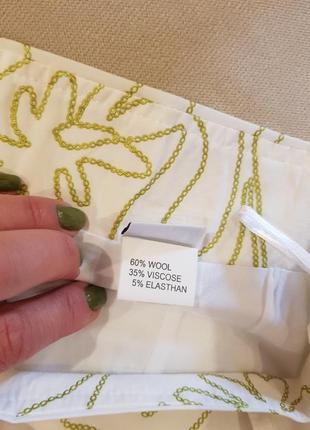 60% WOOL
35% VISCOSE
5% ELASTHAN